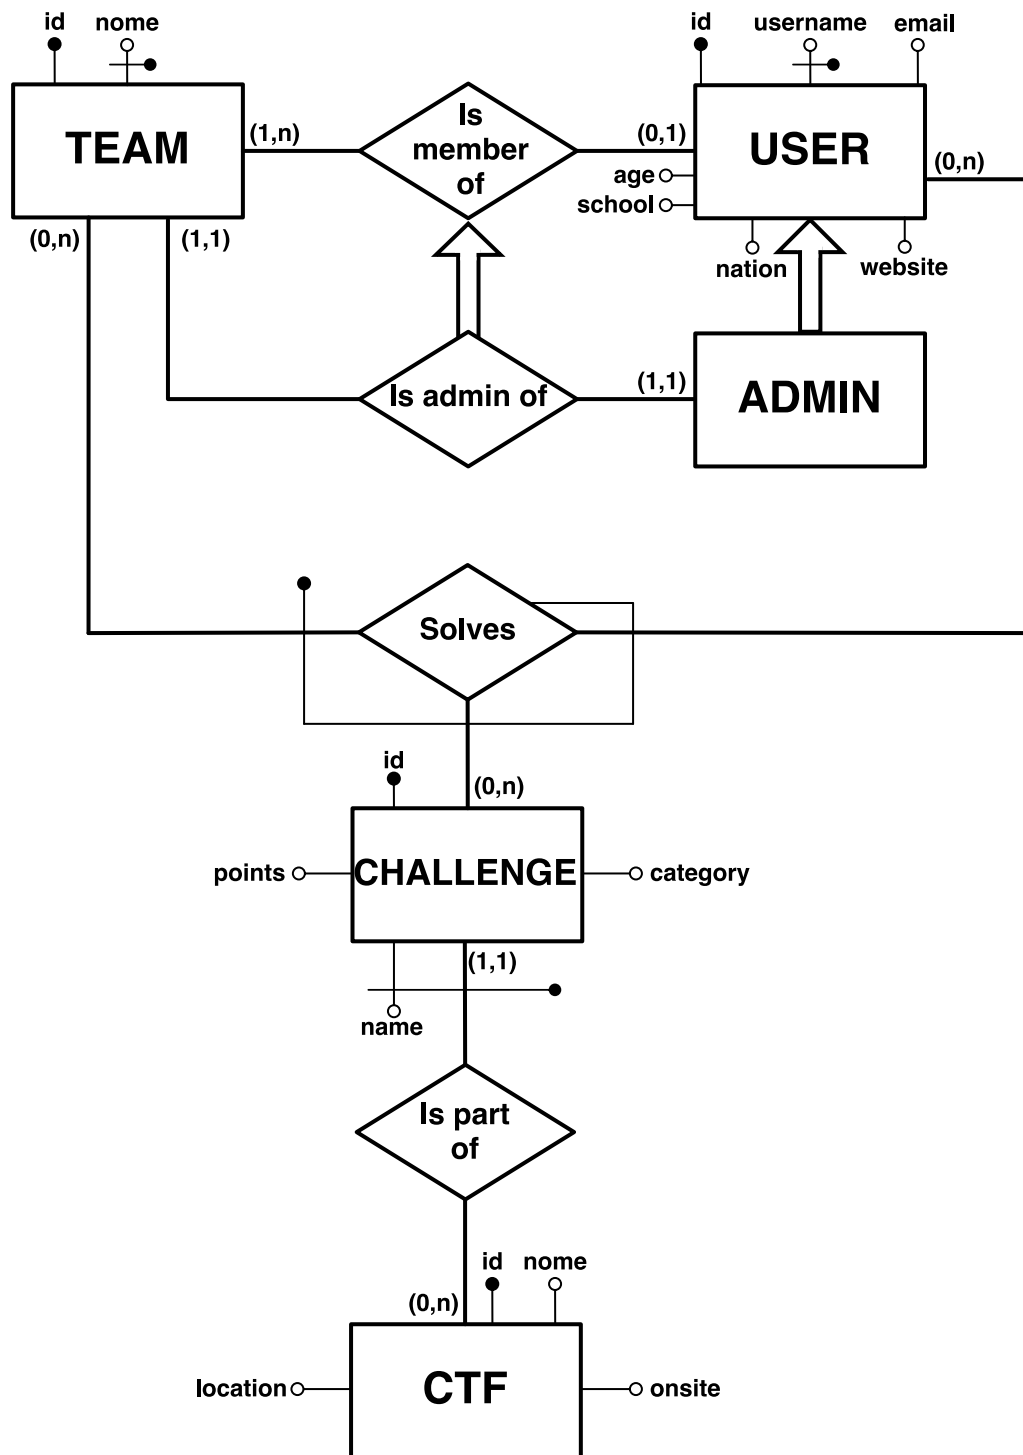 id
nome
id
username
email
TEAM
(1,n)
Is
member
of
(0,1)
USER
(0,n)
age
school
(0,n)
(1,1)
nation
website
Is admin of
(1,1)
ADMIN
Solves
id
(0,n)
points
CHALLENGE
category
(1,1)
name
Is part
of
id
nome
(0,n)
location
CTF
onsite